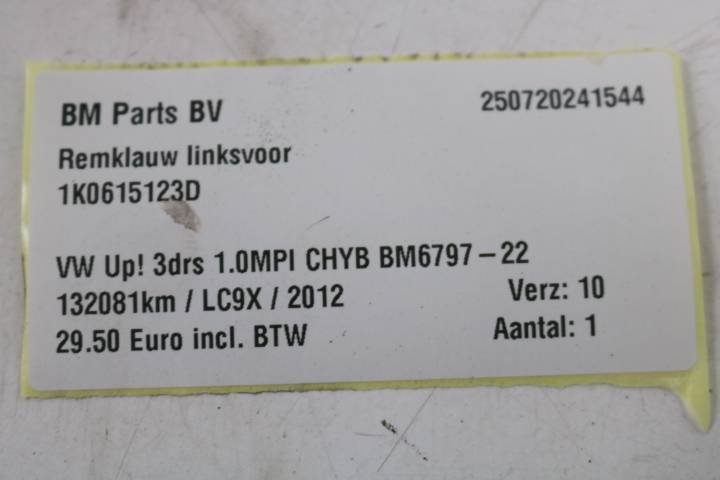 BM Parts BV 250720241544
Remklauw linksvoor
1K0615123D
VW Up! 3drs 1.0MPI CHYB BM6797-22
132081km / LC9X / 2012 Verz: 10
29.50 Euro incl. BTW Aantal: 1